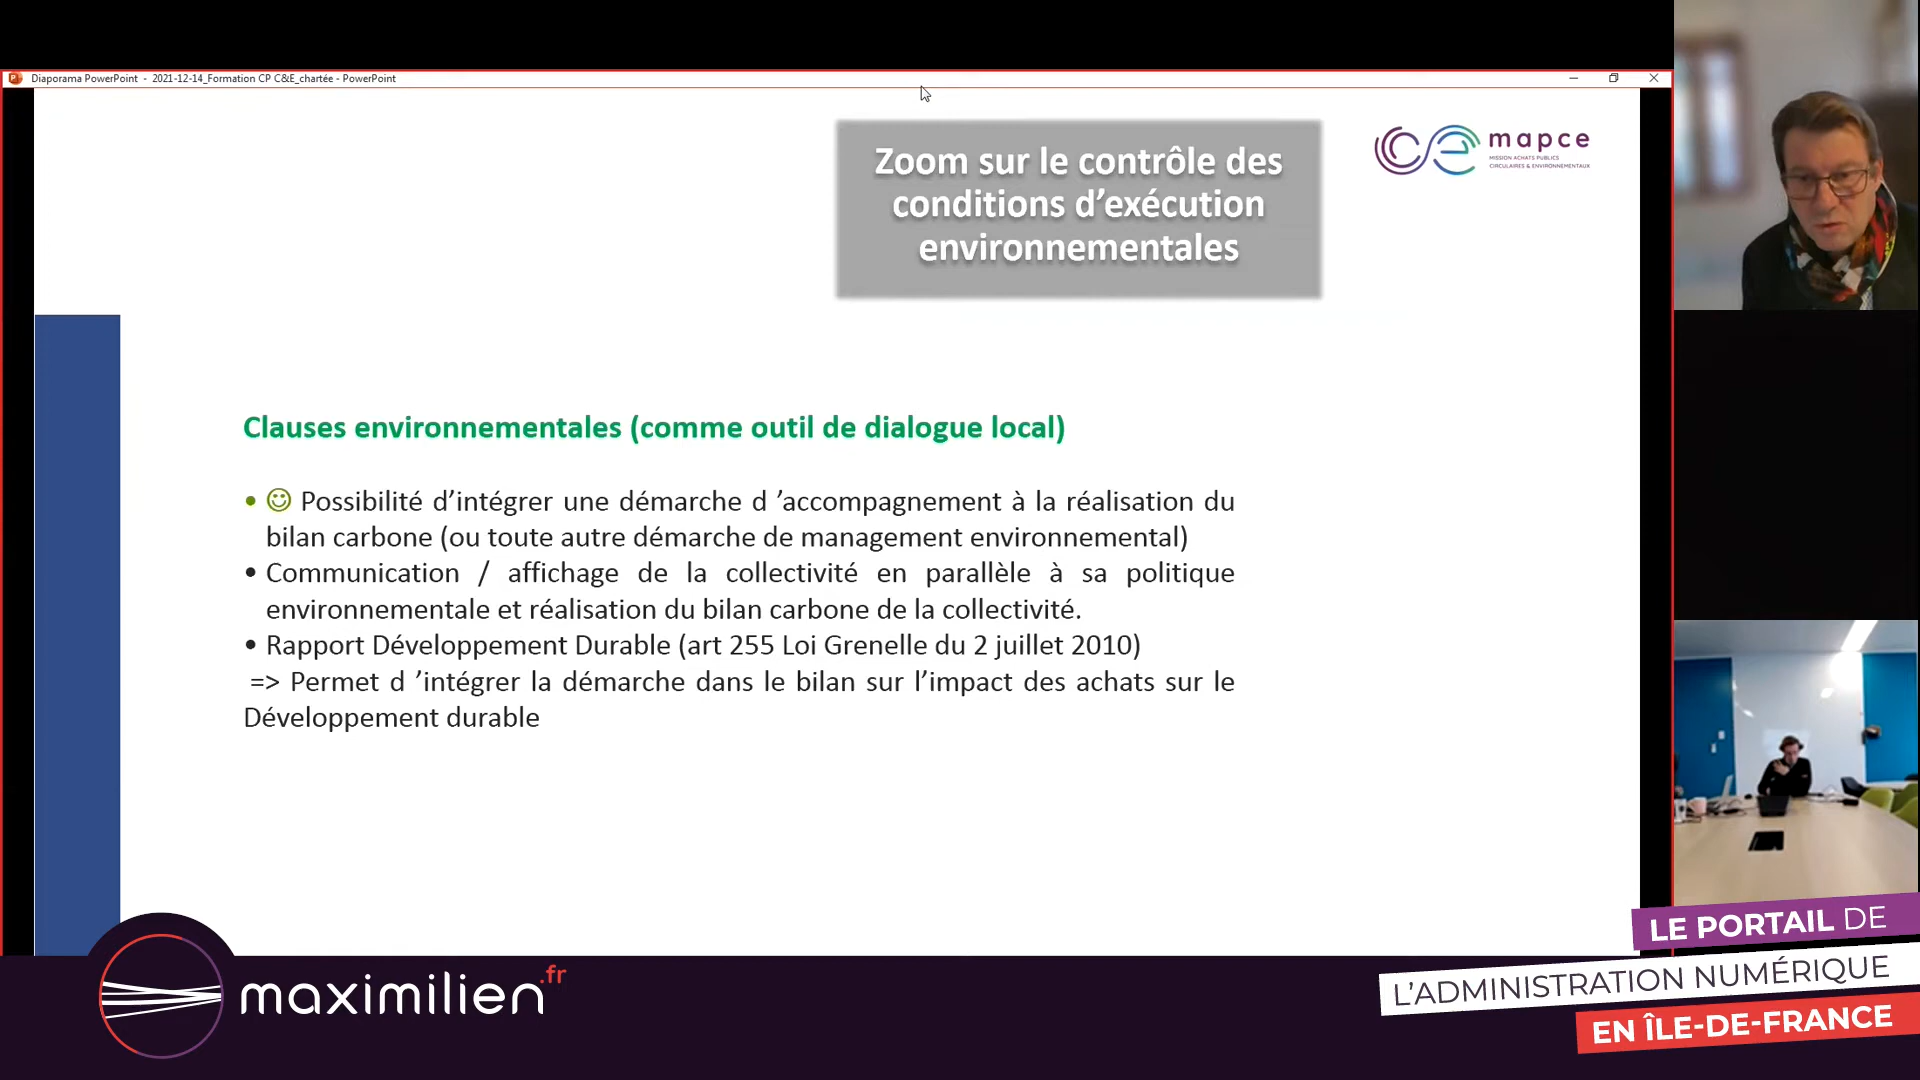 Diaporama PowerPoint - 2021-12-14_Formation CP C&E_chartée - PowerPoint
Zoom sur le contrôle des
conditions d’exécution
environnementales
mapce
MISSION ACHATS PUBLICS
CIRCULAIRES & ENVIRONNEMENTAUX
Clauses environnementales (comme outil de dialogue local)
• ☺ Possibilité d’intégrer une démarche d ’accompagnement à la réalisation du
bilan carbone (ou toute autre démarche de management environnemental)
• Communication / affichage de la collectivité en parallèle à sa politique
environnementale et réalisation du bilan carbone de la collectivité.
• Rapport Développement Durable (art 255 Loi Grenelle du 2 juillet 2010)
=> Permet d ’intégrer la démarche dans le bilan sur l’impact des achats sur le
Développement durable
maximilien.fr
LE PORTAIL DE
L’ADMINISTRATION NUMÉRIQUE
EN ÎLE-DE-FRANCE